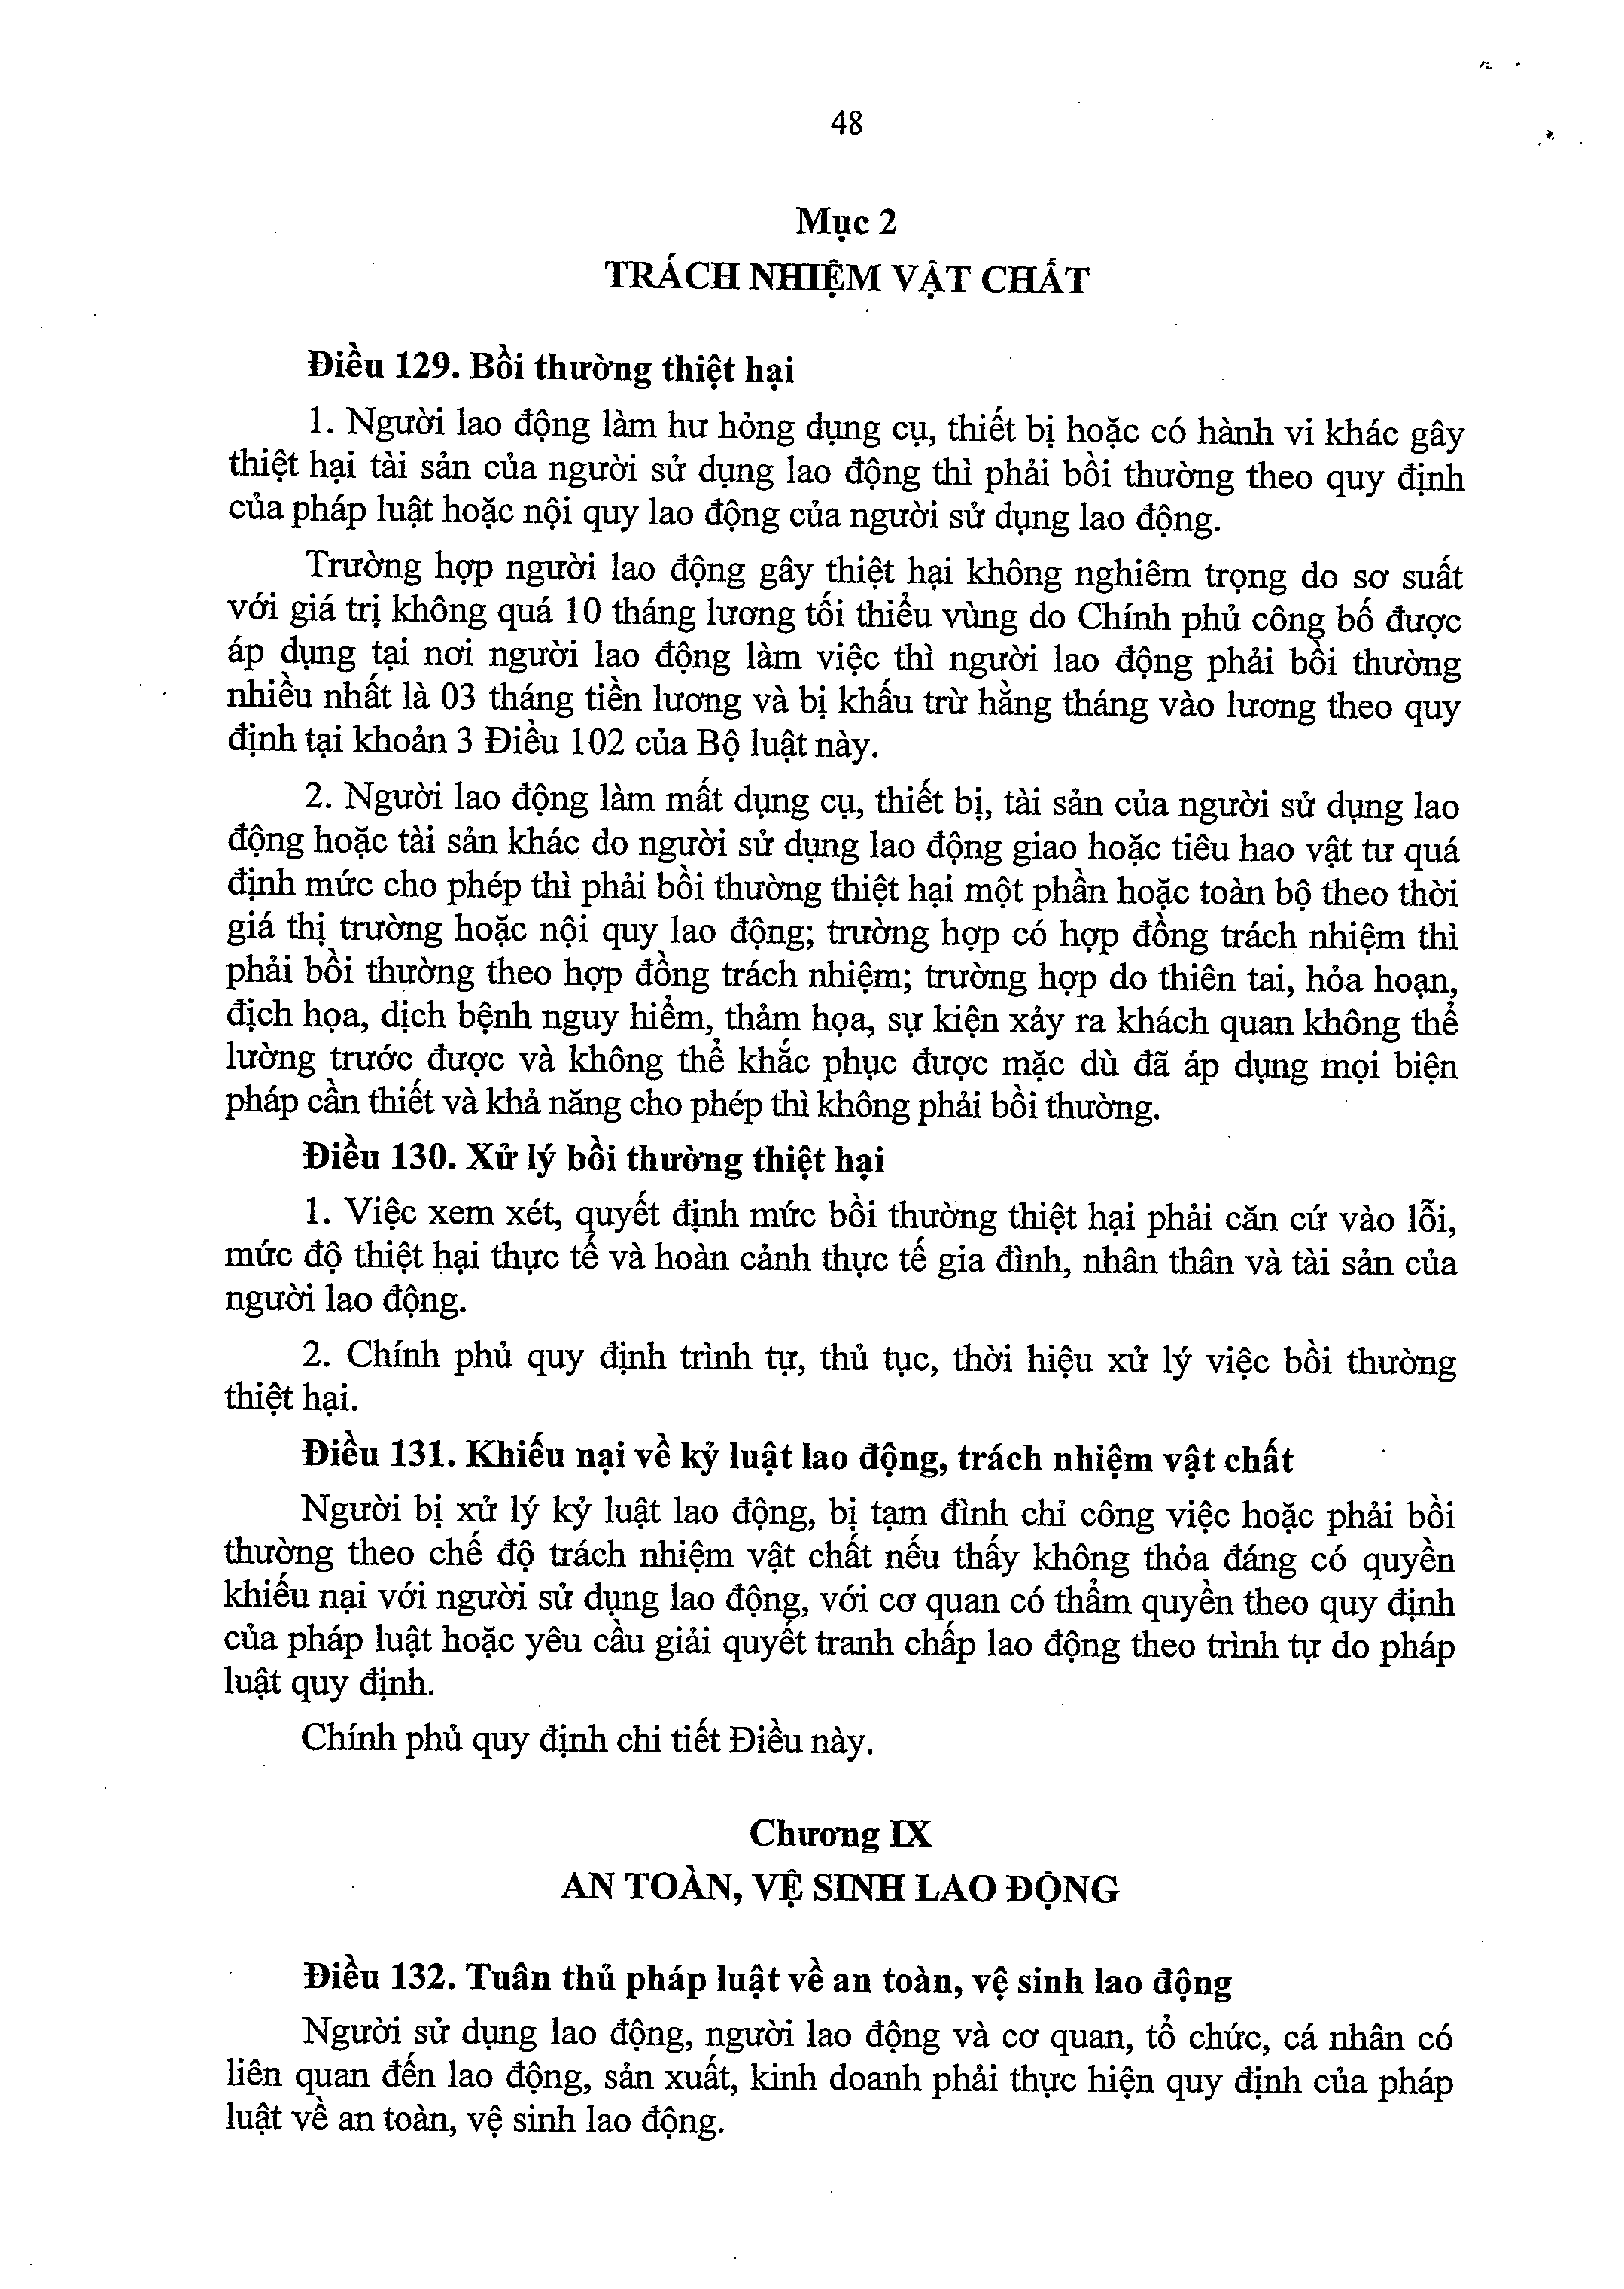 48
Mục 2
TRÁCH NHIỆM VẬT CHẤT
Điều 129. Bồi thường thiệt hại
1. Người lao động làm hư hỏng dụng cụ, thiết bị hoặc có hành vi khác gây
thiệt hại tài sản của người sử dụng lao động thì phải bồi thường theo quy định
của pháp luật hoặc nội quy lao động của người sử dụng lao động.
Trường hợp người lao động gây thiệt hại không nghiêm trọng do sơ suất
với giá trị không quá 10 tháng lương tối thiểu vùng do Chính phủ công bố được
áp dụng tại nơi người lao động làm việc thì người lao động phải bồi thường
nhiều nhất là 03 tháng tiền lương và bị khấu trừ hằng tháng vào lương theo quy
định tại khoản 3 Điều 102 của Bộ luật này.
2. Người lao động làm mất dụng cụ, thiết bị, tài sản của người sử dụng lao
động hoặc tài sản khác do người sử dụng lao động giao hoặc tiêu hao vật tư quá
định mức cho phép thì phải bồi thường thiệt hại một phần hoặc toàn bộ theo thời
giá thị trường hoặc nội quy lao động; trường hợp có hợp đồng trách nhiệm thì
phải bồi thường theo hợp đồng trách nhiệm; trường hợp do thiên tai, hỏa hoạn,
địch họa, dịch bệnh nguy hiểm, thảm họa, sự kiện xảy ra khách quan không thể
lường trước được và không thể khắc phục được mặc dù đã áp dụng mọi biện
pháp cần thiết và khả năng cho phép thì không phải bồi thường.
Điều 130. Xử lý bồi thường thiệt hại
1. Việc xem xét, quyết định mức bồi thường thiệt hại phải căn cứ vào lỗi,
mức độ thiệt hại thực tế và hoàn cảnh thực tế gia đình, nhân thân và tài sản của
người lao động.
2. Chính phủ quy định trình tự, thủ tục, thời hiệu xử lý việc bồi thường
thiệt hại.
Điều 131. Khiếu nại về kỷ luật lao động, trách nhiệm vật chất
Người bị xử lý kỷ luật lao động, bị tạm đình chỉ công việc hoặc phải bồi
thường theo chế độ trách nhiệm vật chất nếu thấy không thỏa đáng có quyền
khiếu nại với người sử dụng lao động, với cơ quan có thẩm quyền theo quy định
của pháp luật hoặc yêu cầu giải quyết tranh chấp lao động theo trình tự do pháp
luật quy định.
Chính phủ quy định chi tiết Điều này.
Chương IX
AN TOÀN, VỆ SINH LAO ĐỘNG
Điều 132. Tuân thủ pháp luật về an toàn, vệ sinh lao động
Người sử dụng lao động, người lao động và cơ quan, tổ chức, cá nhân có
liên quan đến lao động, sản xuất, kinh doanh phải thực hiện quy định của pháp
luật về an toàn, vệ sinh lao động.